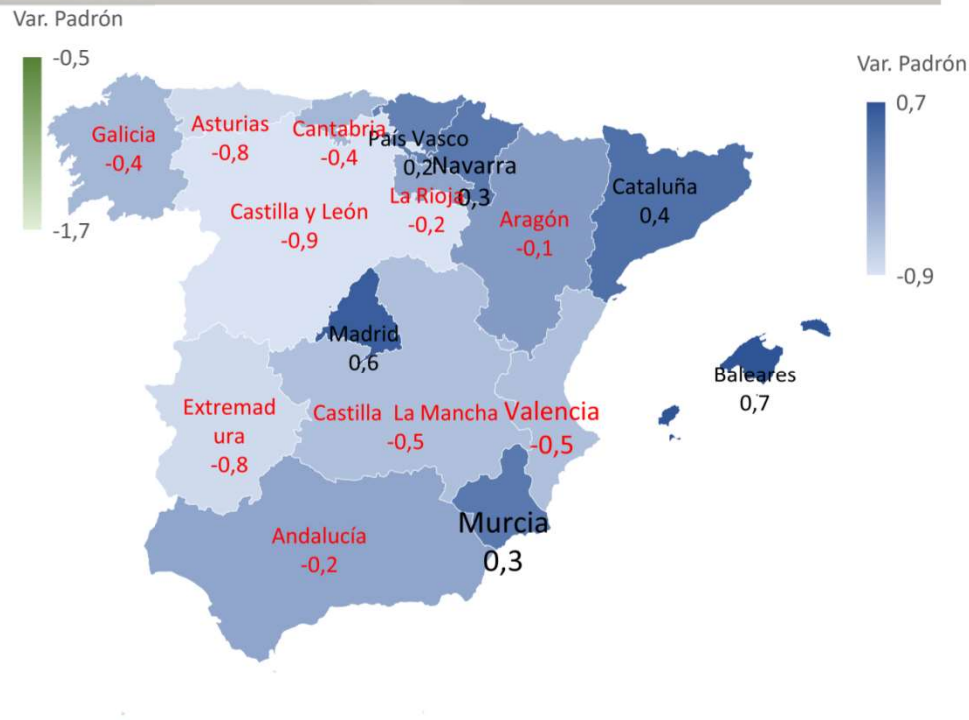 Var. Padrón
-0,5
-1,7
Var. Padrón
0,7
-0,9
Galicia
-0,4
Asturias
-0,8
Cantabria
-0,4
País Vasco
0,2
Navarra
0,3
La Rioja
-0,2
Castilla y León
-0,9
Aragón
-0,1
Cataluña
0,4
Madrid
0,6
Baleares
0,7
Extremad
ura
-0,8
Castilla La Mancha
-0,5
Valencia
-0,5
Murcia
0,3
Andalucía
-0,2